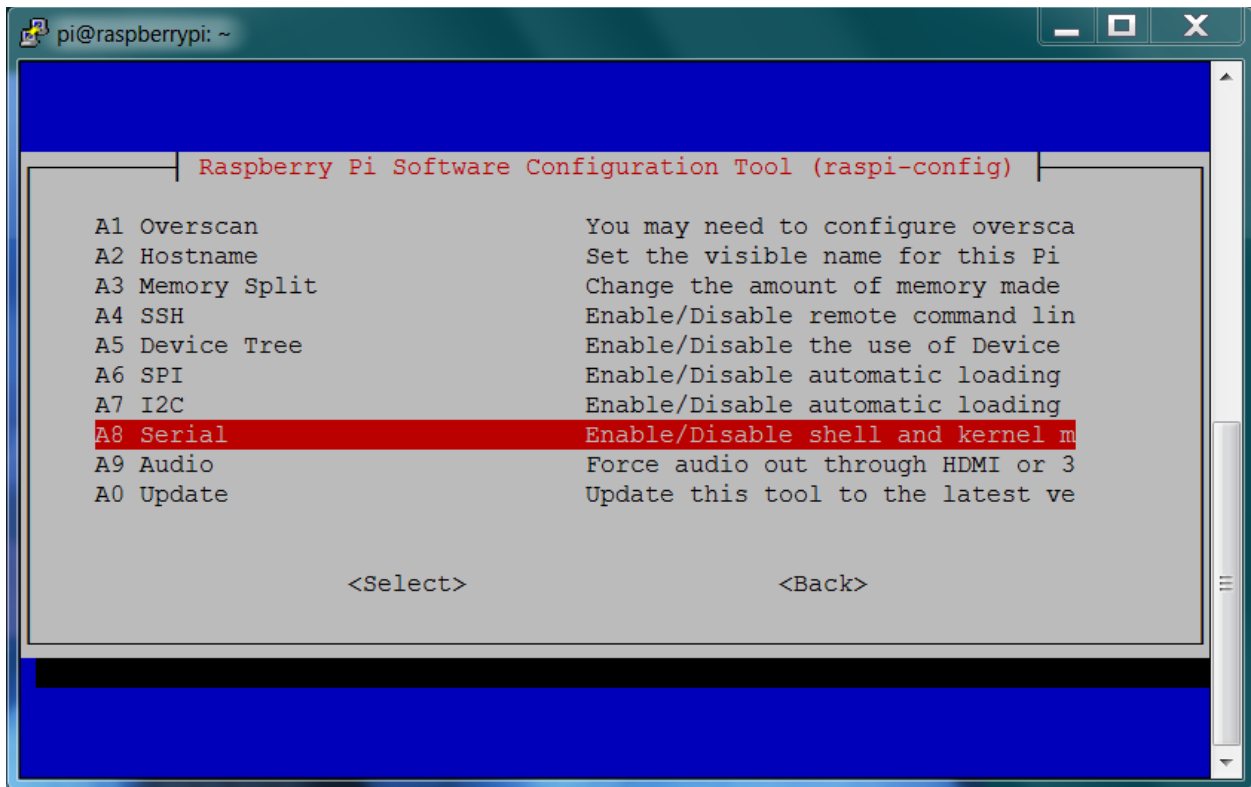 pi@raspberrypi: ~
Raspberry Pi Software Configuration Tool (raspi-config)
A1 Overscan You may need to configure oversca
A2 Hostname Set the visible name for this Pi
A3 Memory Split Change the amount of memory made
A4 SSH Enable/Disable remote command lin
A5 Device Tree Enable/Disable the use of Device
A6 SPI Enable/Disable automatic loading
A7 I2C Enable/Disable automatic loading
A8 Serial Enable/Disable shell and kernel m
A9 Audio Force audio out through HDMI or 3
A0 Update Update this tool to the latest ve
<Select> <Back>